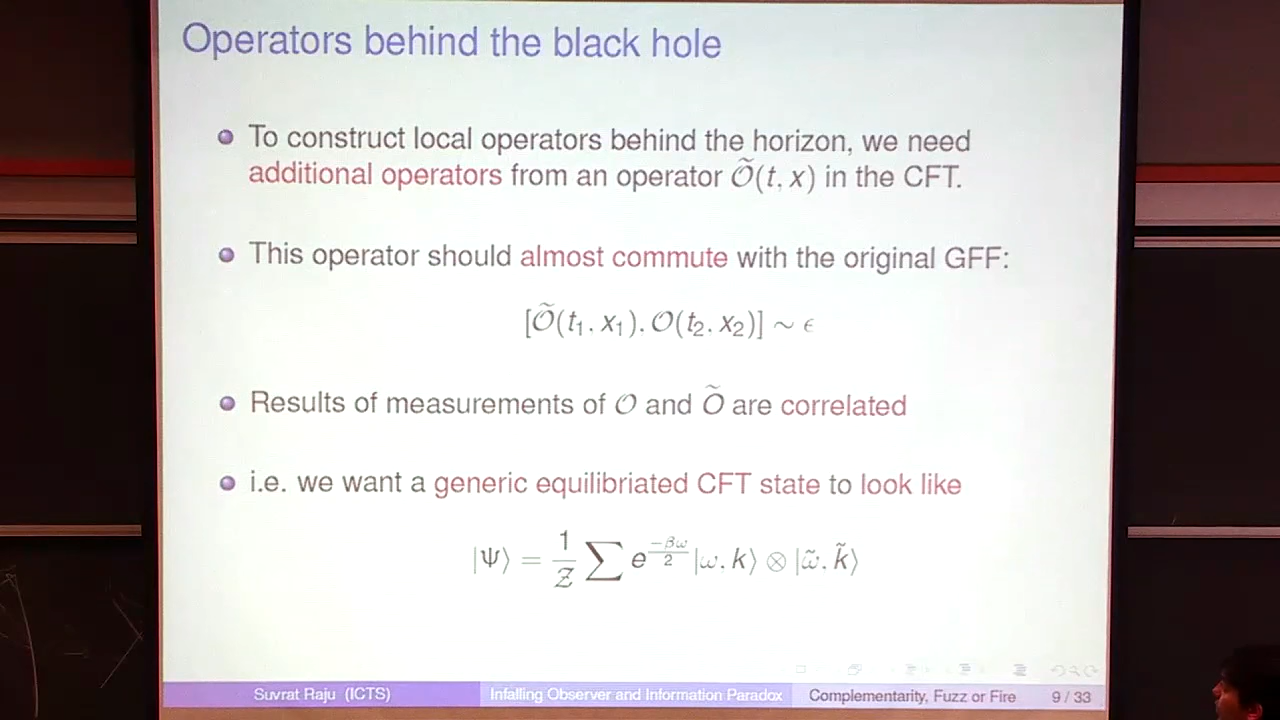 Operators behind the black hole
To construct local operators behind the horizon, we need
additional operators from an operator Õ(t, x) in the CFT.
This operator should almost commute with the original GFF:
[Õ(t₁, x₁), O(t₂, x₂)] ∼ ϵ
Results of measurements of O and Õ are correlated
i.e. we want a generic equilibriated CFT state to look like
|Ψ⟩ = 1/Z ∑ e^(−βω/2) |ω, k⟩ ⊗ |ω̃, k̃⟩
Suvrat Raju (ICTS) Infalling Observer and Information Paradox Complementarity, Fuzz or Fire 9 / 33